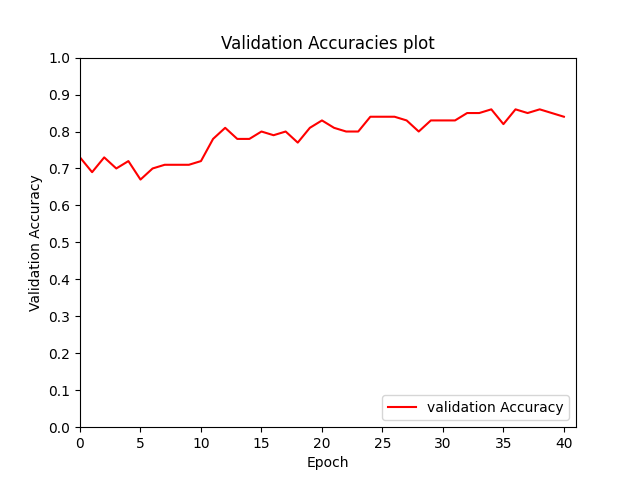 Validation Accuracies plot
1.0
0.9
0.8
0.7
0.6
0.5
0.4
0.3
0.2
0.1
0.0
Validation Accuracy
validation Accuracy
0 5 10 15 20 25 30 35 40
Epoch